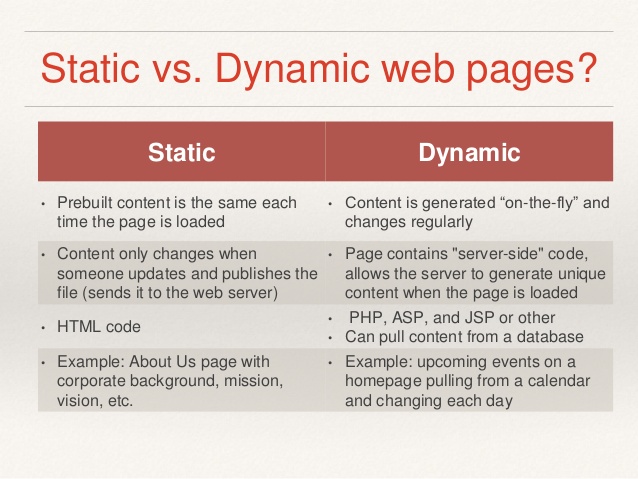 Static vs. Dynamic web pages?
Static
Dynamic
• Prebuilt content is the same each
time the page is loaded
• Content is generated “on-the-fly” and
changes regularly
• Content only changes when
someone updates and publishes the
file (sends it to the web server)
• Page contains "server-side" code,
allows the server to generate unique
content when the page is loaded
• HTML code
• PHP, ASP, and JSP or other
• Can pull content from a database
• Example: About Us page with
corporate background, mission,
vision, etc.
• Example: upcoming events on a
homepage pulling from a calendar
and changing each day